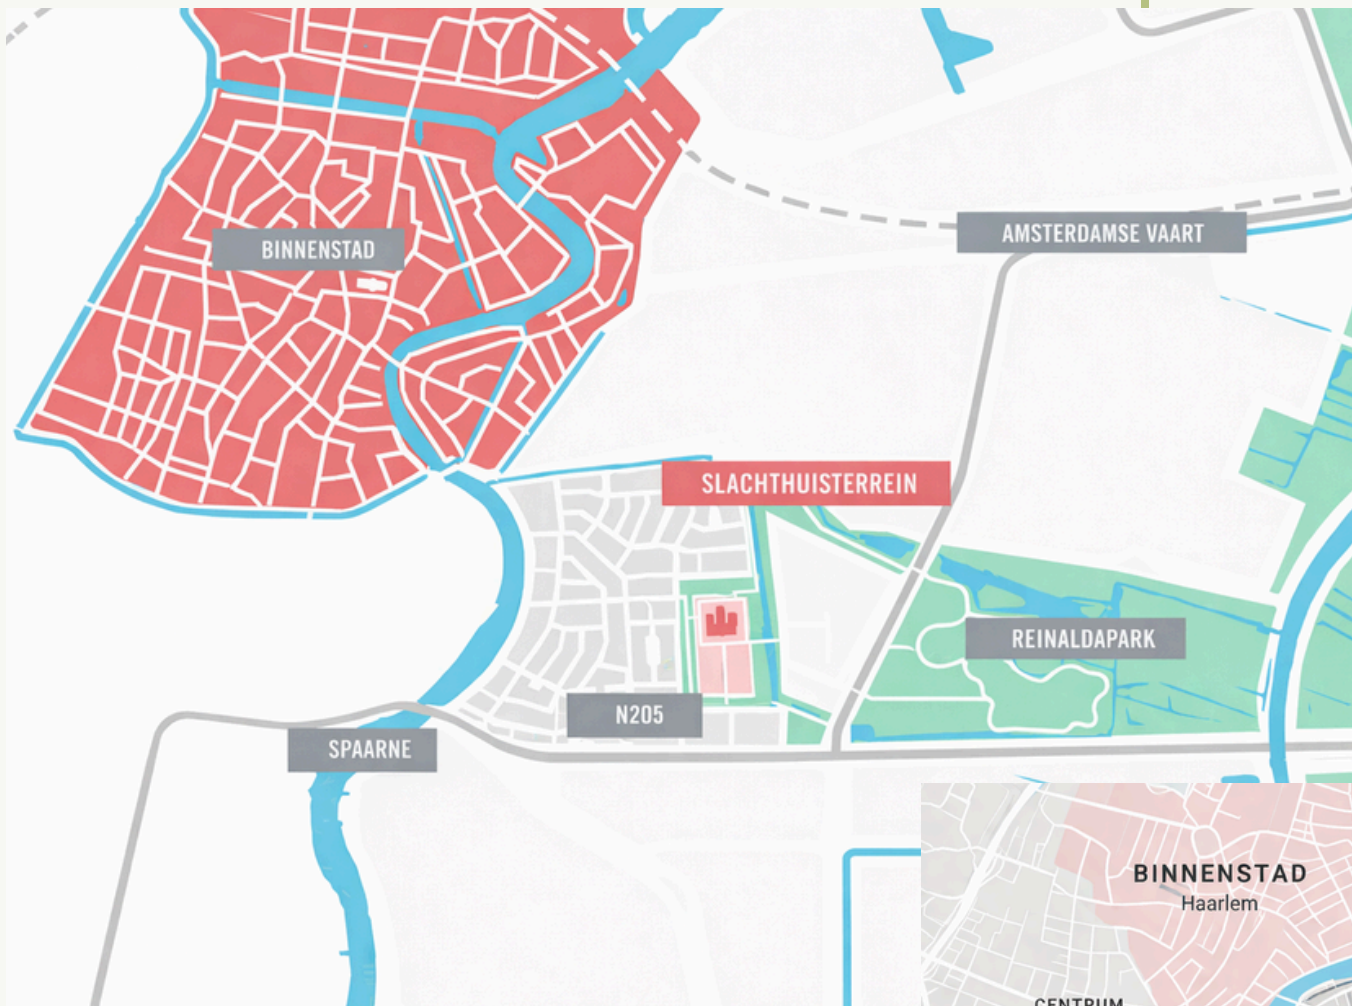 BINNENSTAD
AMSTERDAMSE VAART
SLACHTHUISTERREIN
REINALDAPARK
N205
SPAARNE
BINNENSTAD
Haarlem
CENTRUM